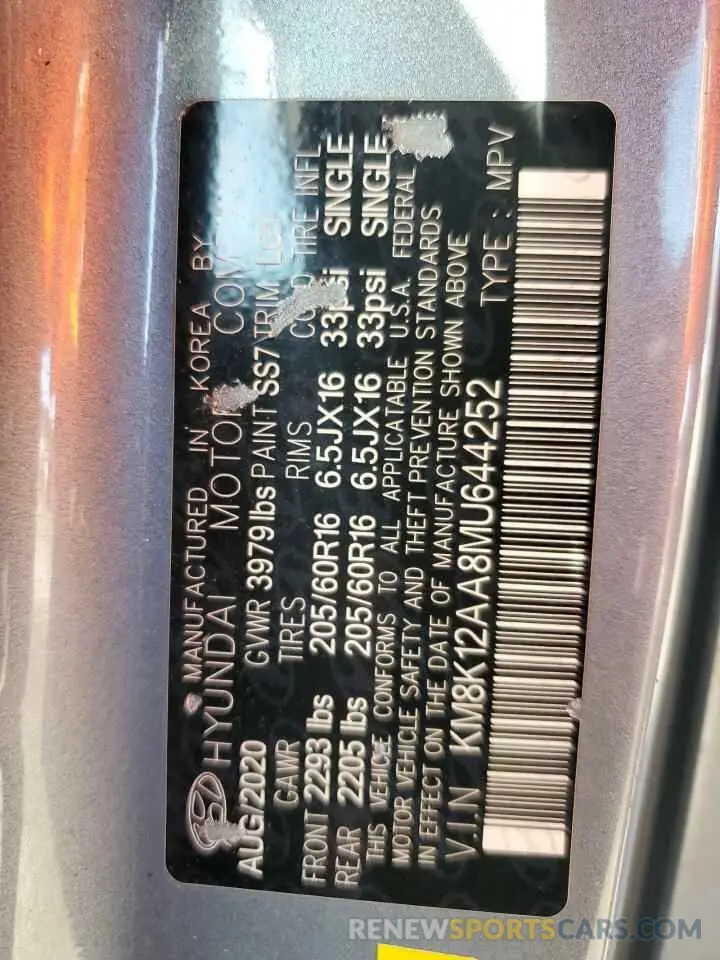 MANUFACTURED IN KOREA BY
HYUNDAI MOTOR COM
AUG/2020 GVWR 3979 lbs PAINT SS7 TRIM
GAWR TIRES RIMS COLD TIRE INFL
FRONT 2293 lbs 205/60R16 6.5JX16 33psi SINGLE
REAR 2205 lbs 205/60R16 6.5JX16 33psi SINGLE
THIS VEHICLE CONFORMS TO ALL APPLICATABLE U.S.A. FEDERAL
MOTOR VEHICLE SAFETY AND THEFT PREVENTION STANDARDS
IN EFFECT ON THE DATE OF MANUFACTURE SHOWN ABOVE
V.I.N KM8K12AA8MU644252 TYPE : MPV
RENEWSPORTSCARS.COM